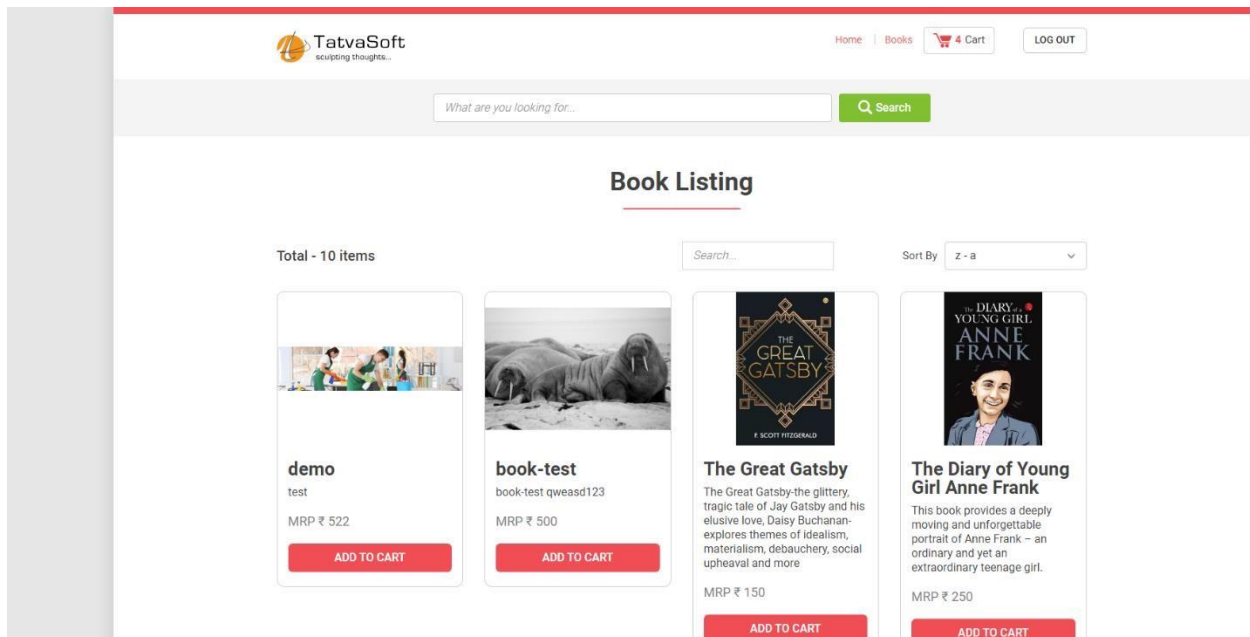 TatvaSoft
sculpting thoughts...
Home | Books 4 Cart LOG OUT
What are you looking for...
Search
Book Listing
Total - 10 items
Search...
Sort By z - a
demo
test
MRP ₹ 522
ADD TO CART
book-test
book-test qweasd123
MRP ₹ 500
ADD TO CART
THE
GREAT
GATSBY
F. SCOTT FITZGERALD
The Great Gatsby
The Great Gatsby-the glittery,
tragic tale of Jay Gatsby and his
elusive love, Daisy Buchanan-
explores themes of idealism,
materialism, debauchery, social
upheaval and more
MRP ₹ 150
ADD TO CART
The DIARY of a
YOUNG GIRL
ANNE
FRANK
The Diary of Young
Girl Anne Frank
This book provides a deeply
moving and unforgettable
portrait of Anne Frank – an
ordinary and yet an
extraordinary teenage girl.
MRP ₹ 250
ADD TO CART